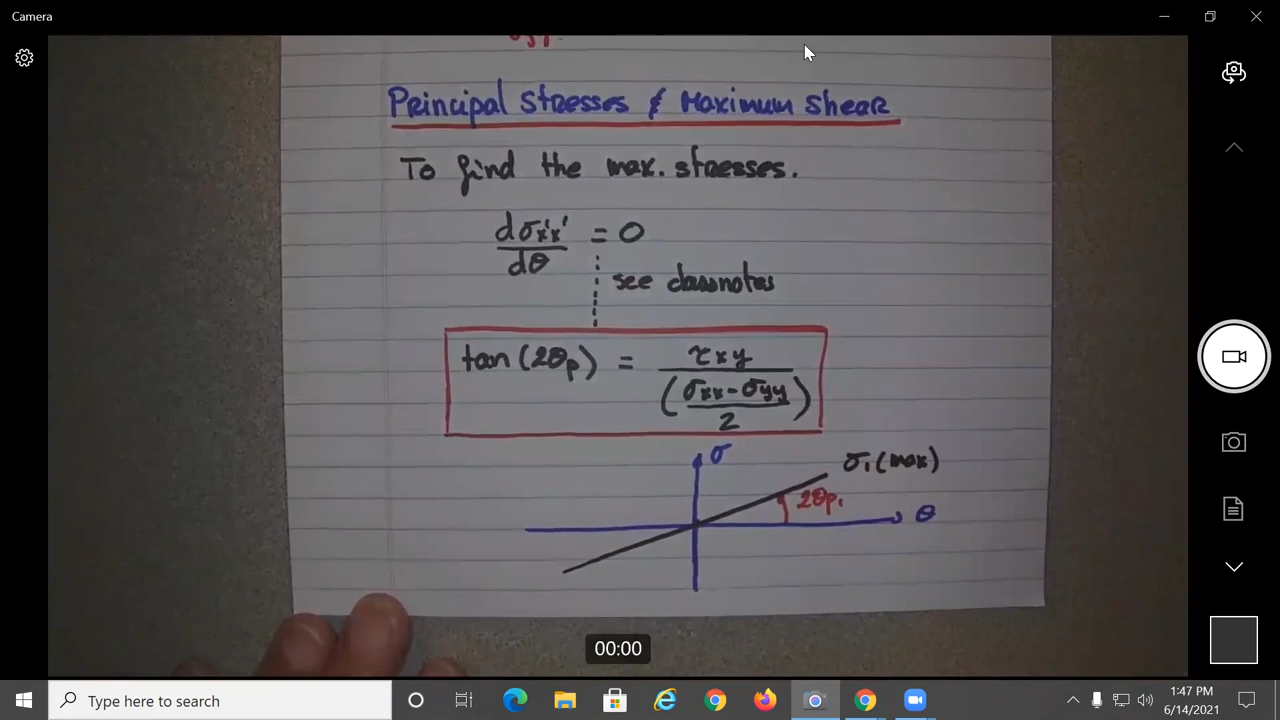 Camera
Principal Stresses & Maximum Shear
To find the max. stresses.
dσx'x'/dθ = 0
see classnotes
tan(2θp) = τxy / ((σxx - σyy)/2)
σ
σ1(max)
2θp1
θ
00:00
Type here to search
1:47 PM
6/14/2021